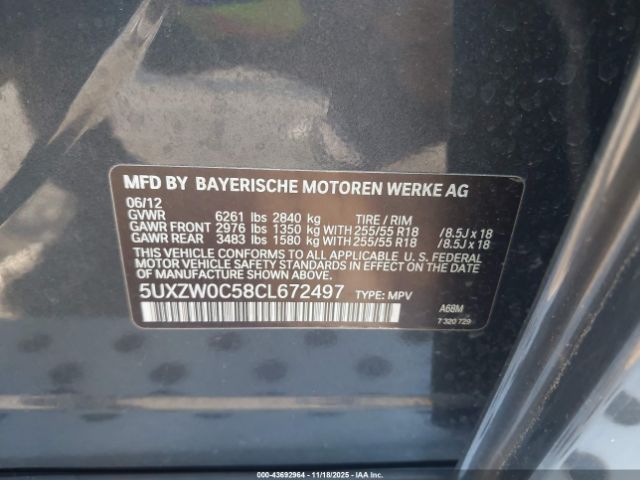 MFD BY BAYERISCHE MOTOREN WERKE AG
06/12
GVWR 6261 lbs 2840 kg TIRE / RIM
GAWR FRONT 2976 lbs 1350 kg WITH 255/55 R18 /8.5J x 18
GAWR REAR 3483 lbs 1580 kg WITH 255/55 R18 /8.5J x 18
THIS VEHICLE CONFORMS TO ALL APPLICABLE U. S. FEDERAL
MOTOR VEHICLE SAFETY STANDARDS IN EFFECT ON THE
DATE OF MANUFACTURE SHOWN ABOVE.
5UXZW0C58CL672497 TYPE: MPV
A68M
7 320 729
000-43692964 - 11/18/2025 - IAA, Inc.